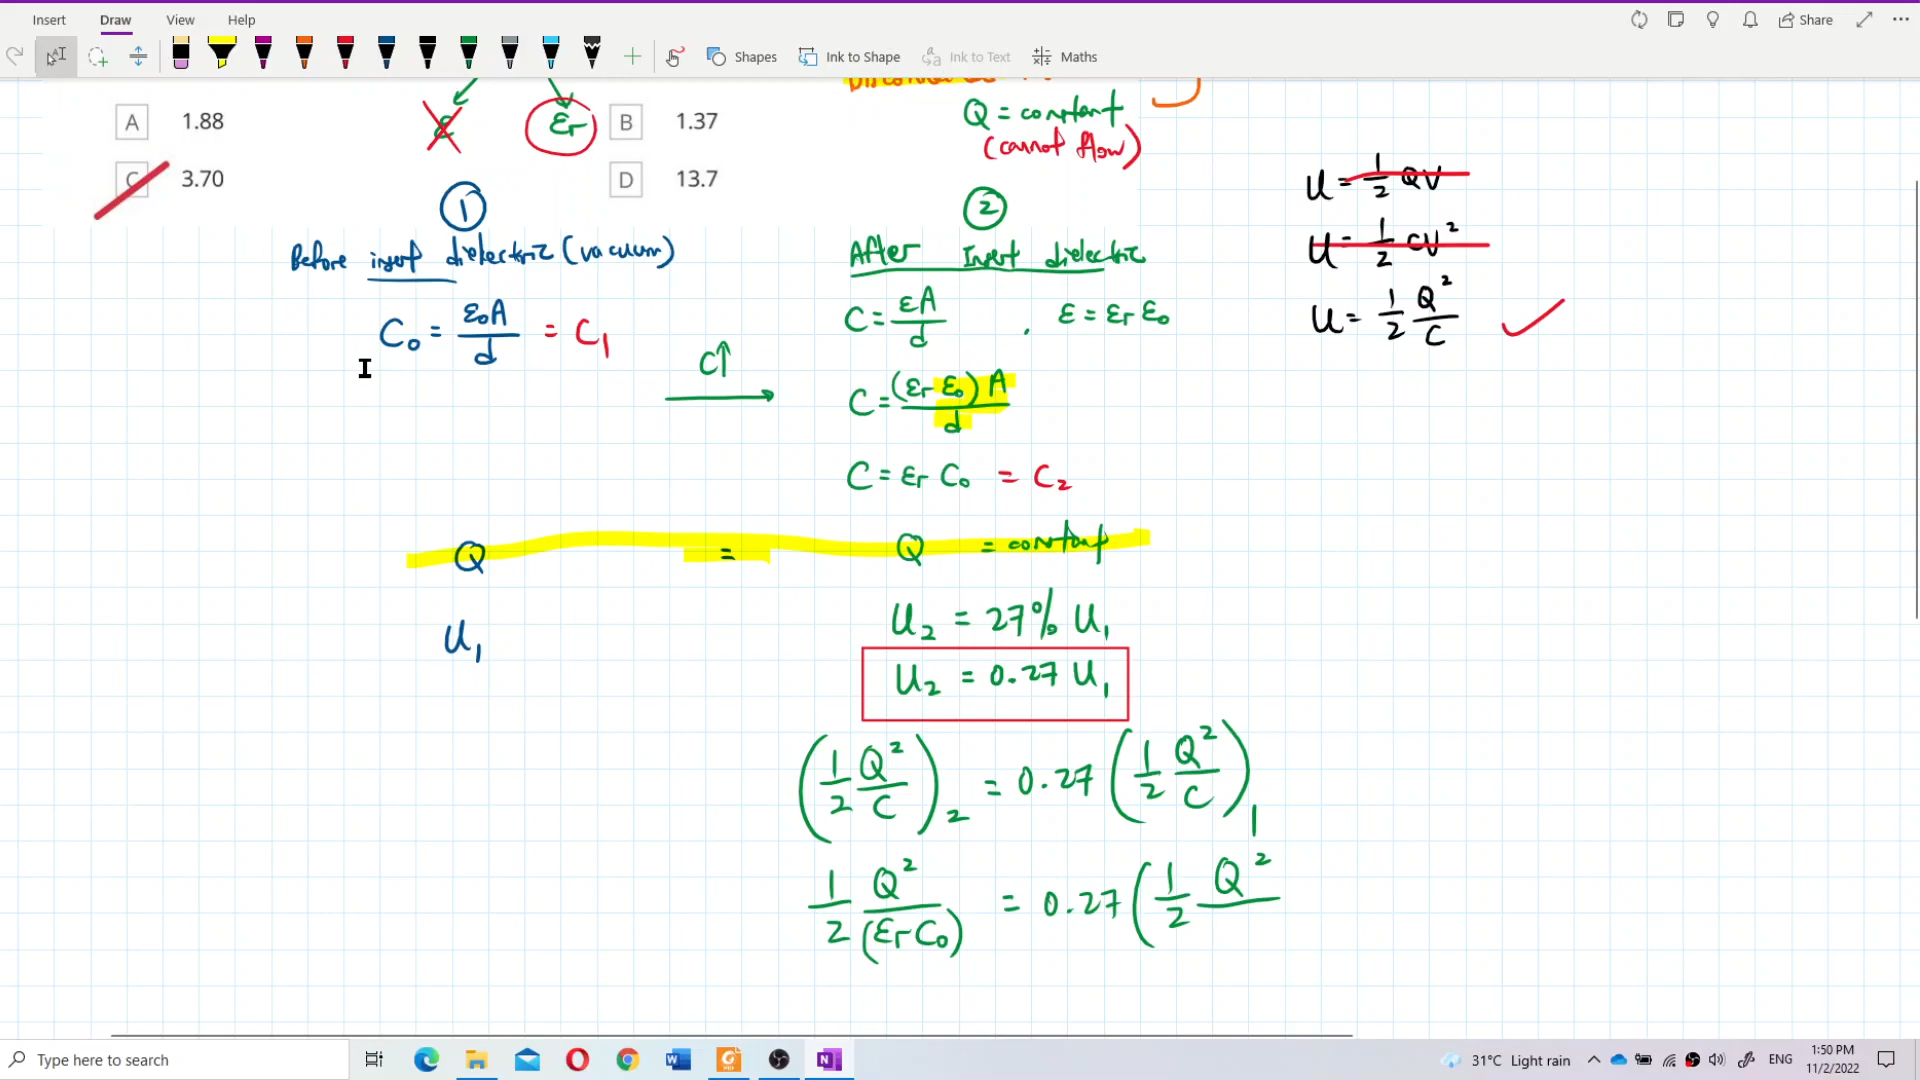 Insert Draw View Help
Share
Shapes Ink to Shape Ink to Text Maths
Q = constant
(cannot flow)
A 1.88 ε εr B 1.37
C 3.70 D 13.7
U = 1/2 QV
U = 1/2 CV²
U = 1/2 Q²/C
① ②
Before insert dielectric (vacuum)
After Insert dielectric
C₀ = ε₀A/d = C₁
C↑
C = εA/d , ε = εr ε₀
C = (εr ε₀) A/d
C = εr C₀ = C₂
Q = Q = constant
U₂ = 27% U₁
U₁
U₂ = 0.27 U₁
(1/2 Q²/C)₂ = 0.27 (1/2 Q²/C)₁
1/2 Q²/(εr C₀) = 0.27 (1/2 Q²
Type here to search
31°C Light rain
ENG
1:50 PM
11/2/2022